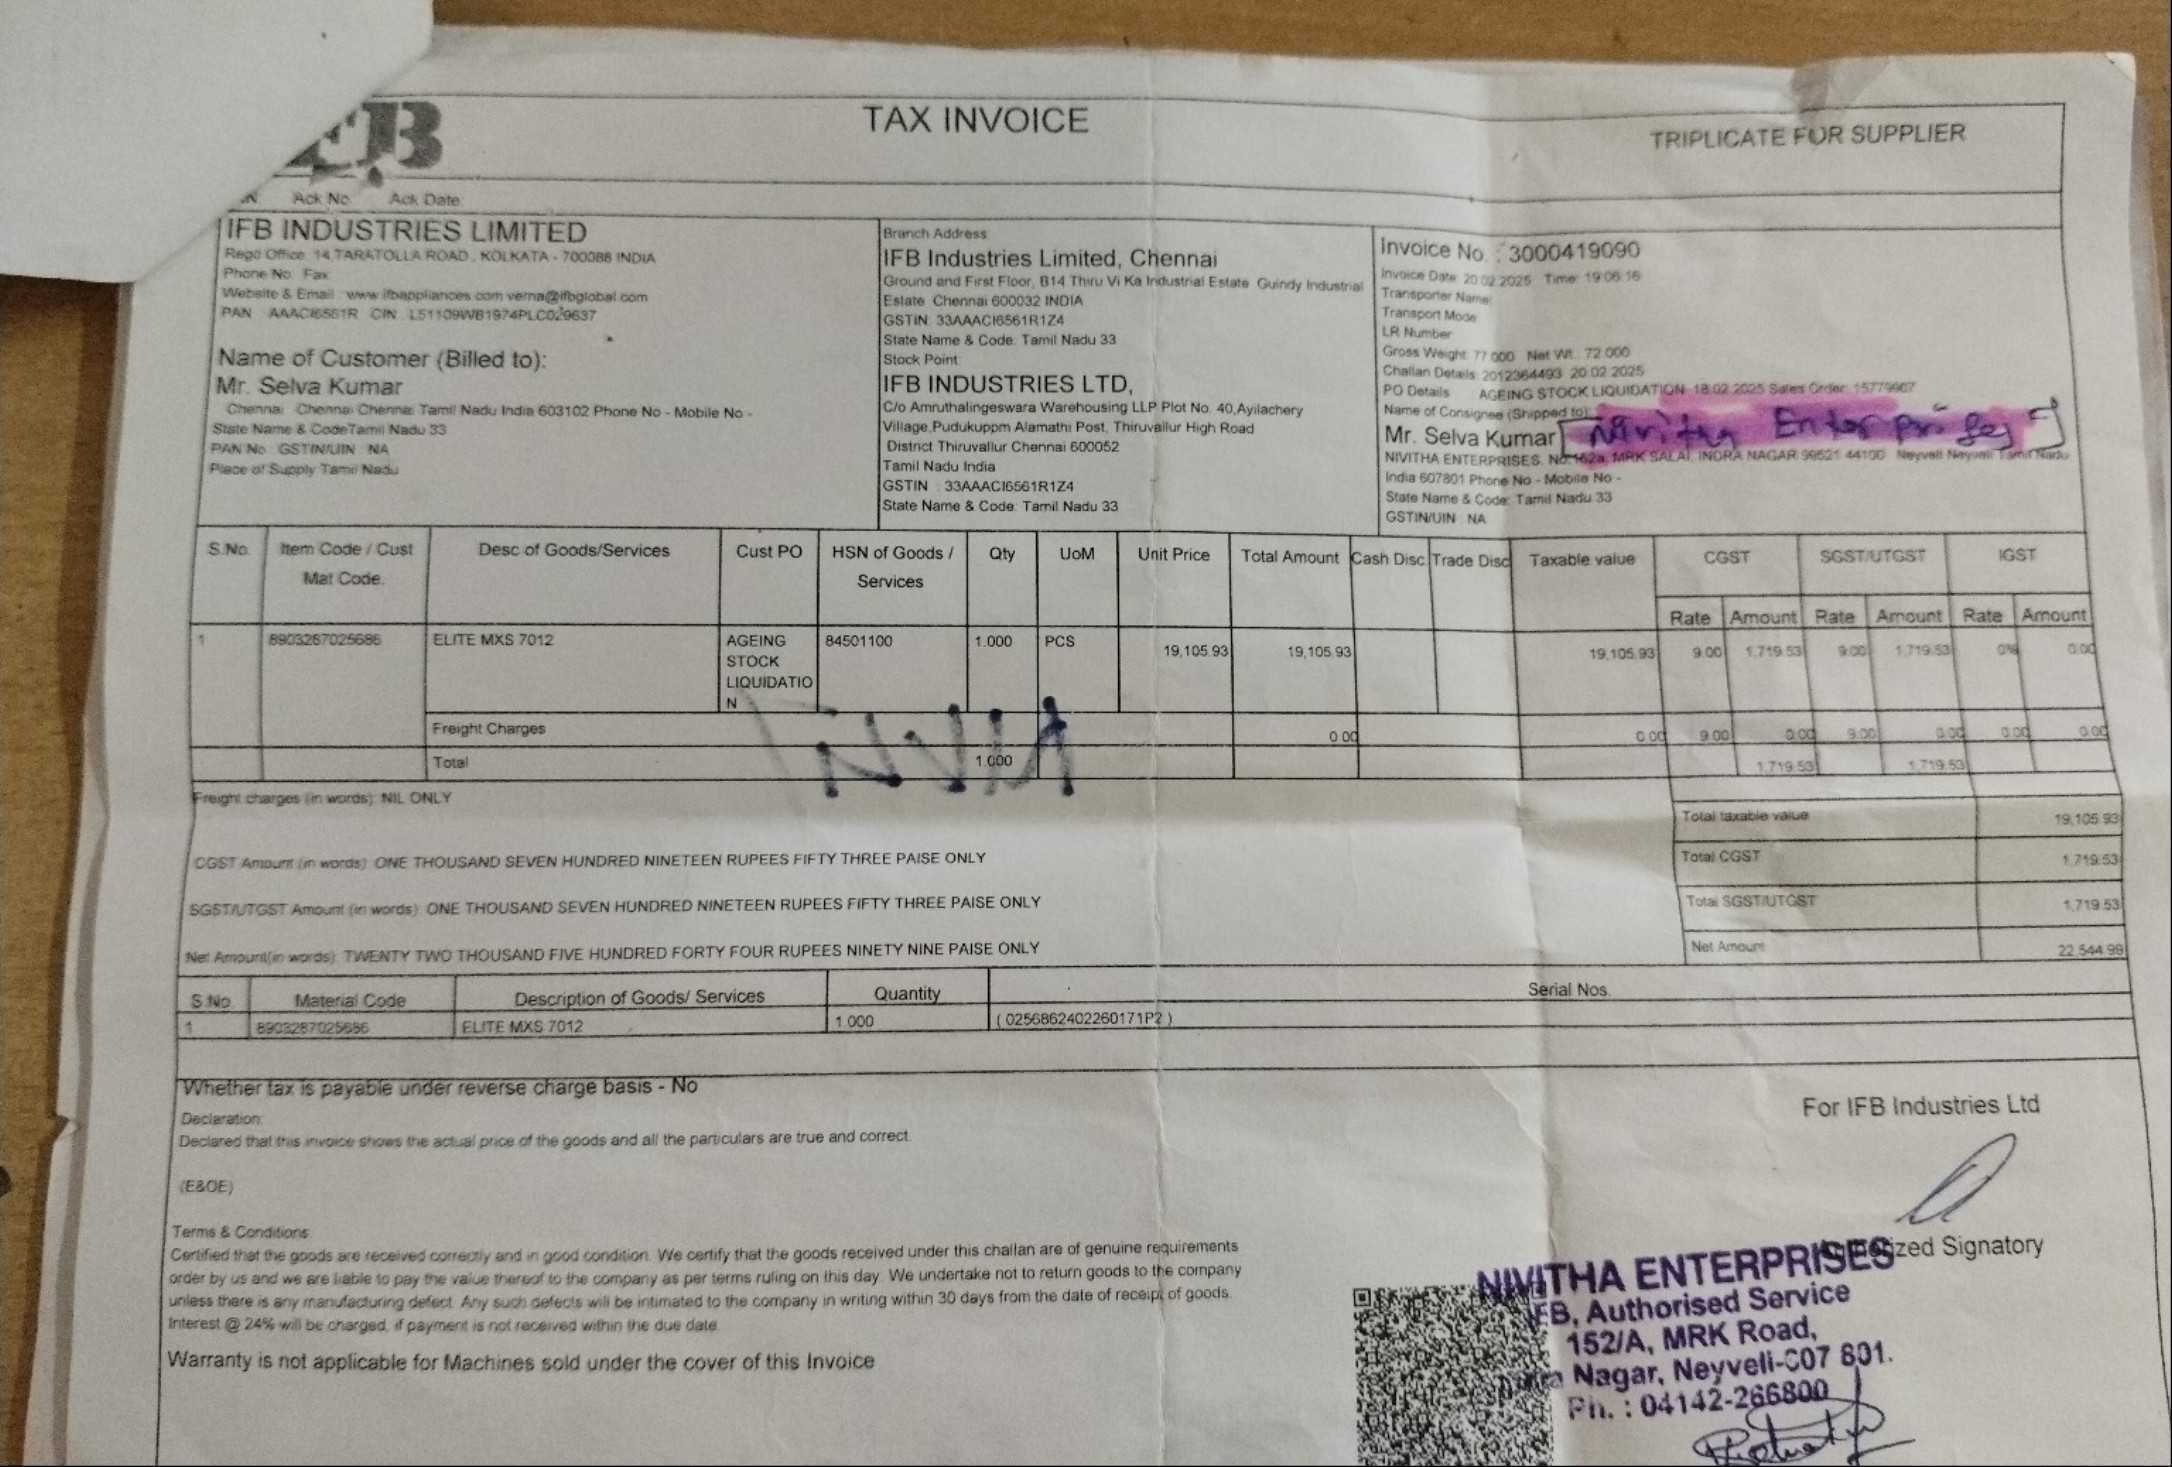 TAX INVOICE
TRIPLICATE FOR SUPPLIER
Ack No. Ack Date
IFB INDUSTRIES LIMITED
Regd Office: 14,TARATOLLA ROAD, KOLKATA - 700088 INDIA
Phone No. Fax:
Website & Email : www.ifbappliances.com verna@ifbglobal.com
PAN : AAACI6561R CIN : L51109WB1974PLC029637
Name of Customer (Billed to):
Mr. Selva Kumar
Chennai Chennai Chennai Tamil Nadu India 603102 Phone No - Mobile No -
State Name & CodeTamil Nadu 33
PAN No : GSTIN/UIN : NA
Place of Supply:Tamil Nadu
Branch Address
IFB Industries Limited, Chennai
Ground and First Floor, B14 Thiru Vi Ka Industrial Estate Guindy Industrial
Estate Chennai 600032 INDIA
GSTIN: 33AAACI6561R1Z4
State Name & Code: Tamil Nadu 33
Stock Point:
IFB INDUSTRIES LTD,
C/o Amruthalingeswara Warehousing LLP Plot No. 40,Ayilachery
Village,Pudukuppm Alamathi Post, Thiruvallur High Road
District Thiruvallur Chennai 600052
Tamil Nadu India
GSTIN : 33AAACI6561R1Z4
State Name & Code: Tamil Nadu 33
Invoice No. : 3000419090
Invoice Date: 20.02.2025 Time: 19:06:16
Transporter Name:
Transport Mode
LR Number
Gross Weight: 77.000 Net Wt.: 72.000
Challan Details: 2012364493 20.02.2025
PO Details AGEING STOCK LIQUIDATION 18.02.2025 Sales Order: 15779907
Name of Consignee (Shipped to):
Mr. Selva Kumar Nivitha Enterprises
NIVITHA ENTERPRISES, MRK SALAI, INDRA NAGAR 99521 44100 Neyveli Neyveli Tamil Nadu
India 607801 Phone No - Mobile No -
State Name & Code: Tamil Nadu 33
GSTIN/UIN : NA
S.No. Item Code / Cust Mat Code. Desc of Goods/Services Cust PO HSN of Goods / Services Qty UoM Unit Price Total Amount Cash Disc Trade Disc Taxable value CGST SGST/UTGST IGST
Rate Amount Rate Amount Rate Amount
1 8903287025686 ELITE MXS 7012 AGEING STOCK LIQUIDATION 84501100 1.000 PCS 19,105.93 19,105.93 19,105.93 9.00 1,719.53 9.00 1,719.53 0% 0.00
Freight Charges 0.00 0.00 9.00 0.00 9.00 0.00 0.00 0.00
Total 1.000 1,719.53 1,719.53
Freight charges (in words): NIL ONLY
Total taxable value 19,105.93
CGST Amount (in words): ONE THOUSAND SEVEN HUNDRED NINETEEN RUPEES FIFTY THREE PAISE ONLY
Total CGST 1,719.53
SGST/UTGST Amount (in words): ONE THOUSAND SEVEN HUNDRED NINETEEN RUPEES FIFTY THREE PAISE ONLY
Total SGST/UTGST 1,719.53
Net Amount(in words): TWENTY TWO THOUSAND FIVE HUNDRED FORTY FOUR RUPEES NINETY NINE PAISE ONLY
Net Amount 22,544.99
S.No. Material Code Description of Goods/ Services Quantity Serial Nos.
1 8903287025686 ELITE MXS 7012 1.000 ( 0256862402260171P2 )
Whether tax is payable under reverse charge basis - No
Declaration:
Declared that this invoice shows the actual price of the goods and all the particulars are true and correct.
(E&OE)
For IFB Industries Ltd
Terms & Conditions:
Certified that the goods are received correctly and in good condition. We certify that the goods received under this challan are of genuine requirements
order by us and we are liable to pay the value thereof to the company as per terms ruling on this day. We undertake not to return goods to the company
unless there is any manufacturing defect. Any such defects will be intimated to the company in writing within 30 days from the date of receipt of goods.
Interest @ 24% will be charged, if payment is not received within the due date.
Warranty is not applicable for Machines sold under the cover of this Invoice
Signatory
NIVITHA ENTERPRISES
Authorised Service
152/A, MRK Road,
Nagar, Neyveli-607 801.
Ph. : 04142-266800